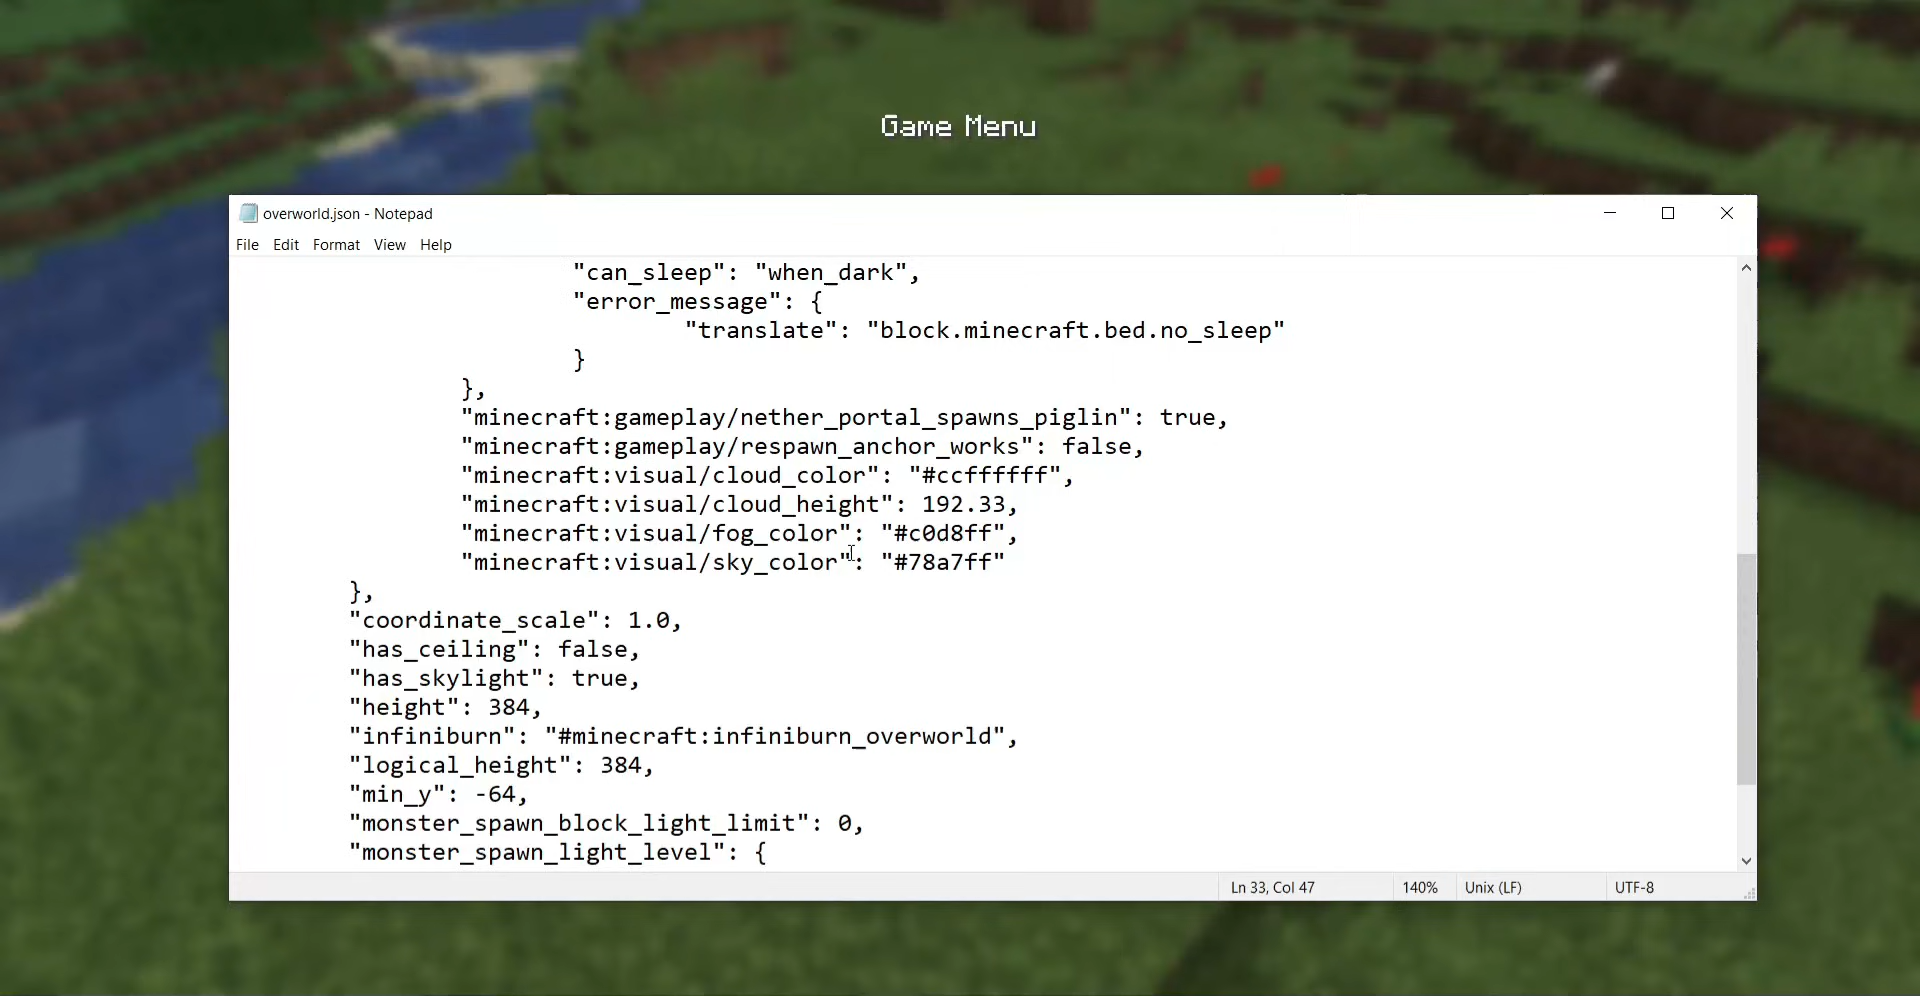 Game Menu
overworld.json - Notepad
File Edit Format View Help
"can_sleep": "when_dark",
"error_message": {
"translate": "block.minecraft.bed.no_sleep"
}
},
"minecraft:gameplay/nether_portal_spawns_piglin": true,
"minecraft:gameplay/respawn_anchor_works": false,
"minecraft:visual/cloud_color": "#ccffffff",
"minecraft:visual/cloud_height": 192.33,
"minecraft:visual/fog_color": "#c0d8ff",
"minecraft:visual/sky_color": "#78a7ff"
},
"coordinate_scale": 1.0,
"has_ceiling": false,
"has_skylight": true,
"height": 384,
"infiniburn": "#minecraft:infiniburn_overworld",
"logical_height": 384,
"min_y": -64,
"monster_spawn_block_light_limit": 0,
"monster_spawn_light_level": {
Ln 33, Col 47 140% Unix (LF) UTF-8